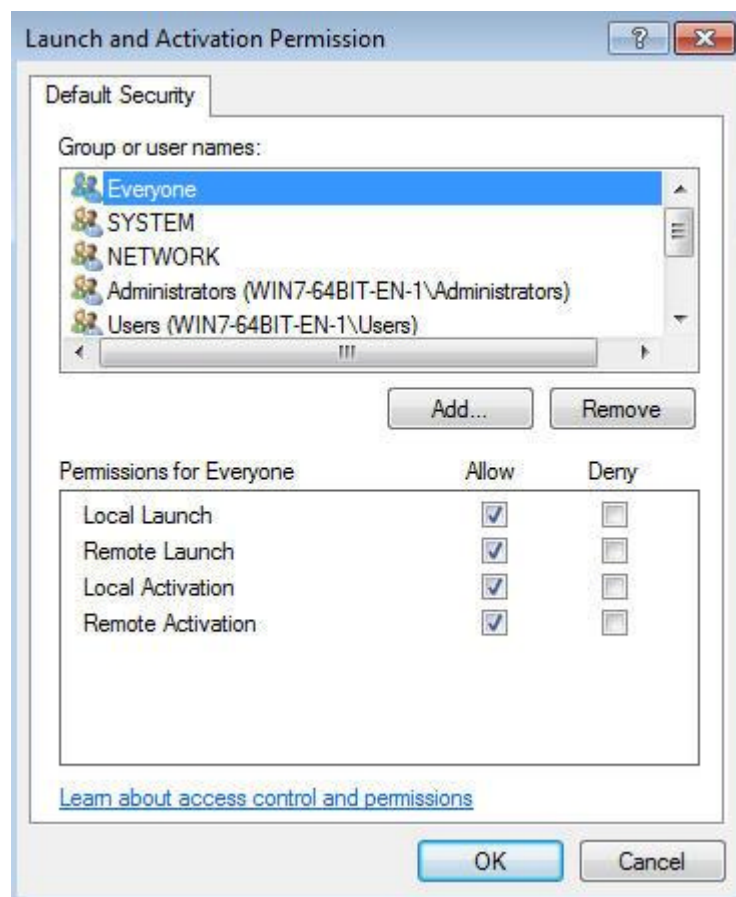 Launch and Activation Permission
Default Security
Group or user names:
Everyone
SYSTEM
NETWORK
Administrators (WIN7-64BIT-EN-1\Administrators)
Users (WIN7-64BIT-EN-1\Users)
Add... Remove
Permissions for Everyone Allow Deny
Local Launch
Remote Launch
Local Activation
Remote Activation
Learn about access control and permissions
OK Cancel